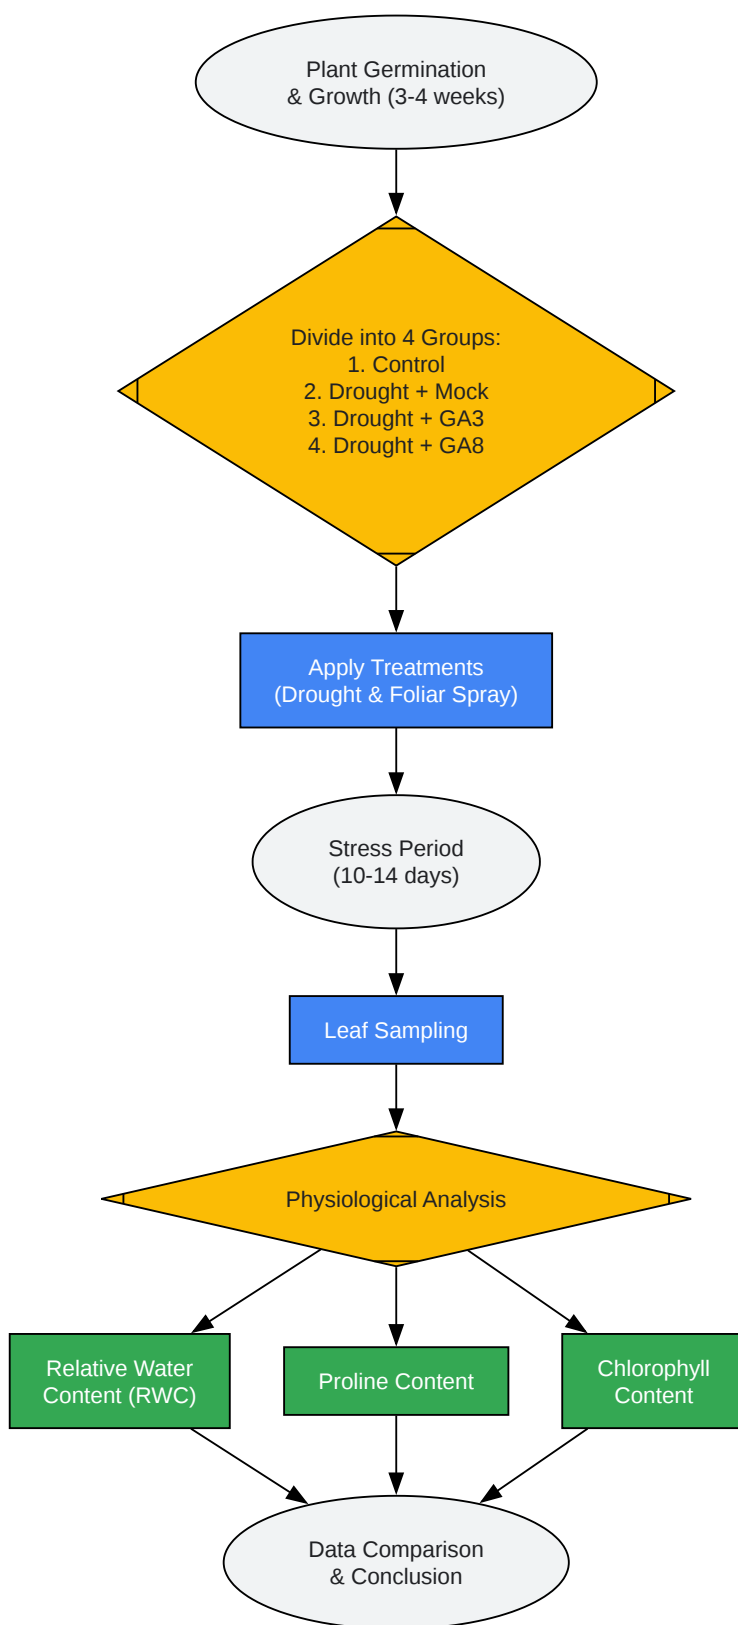 Plant Germination
& Growth (3-4 weeks)
Divide into 4 Groups:
1. Control
2. Drought + Mock
3. Drought + GA3
4. Drought + GA8
Apply Treatments
(Drought & Foliar Spray)
Stress Period
(10-14 days)
Leaf Sampling
Physiological Analysis
Relative Water
Content (RWC)
Proline Content
Chlorophyll
Content
Data Comparison
& Conclusion